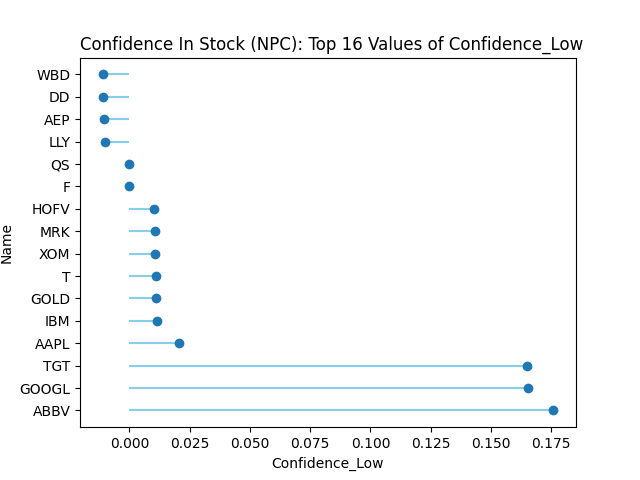 Confidence In Stock (NPC): Top 16 Values of Confidence_Low
WBD
DD
AEP
LLY
QS
F
HOFV
MRK
XOM
T
GOLD
IBM
AAPL
TGT
GOOGL
ABBV
Name
0.000 0.025 0.050 0.075 0.100 0.125 0.150 0.175
Confidence_Low